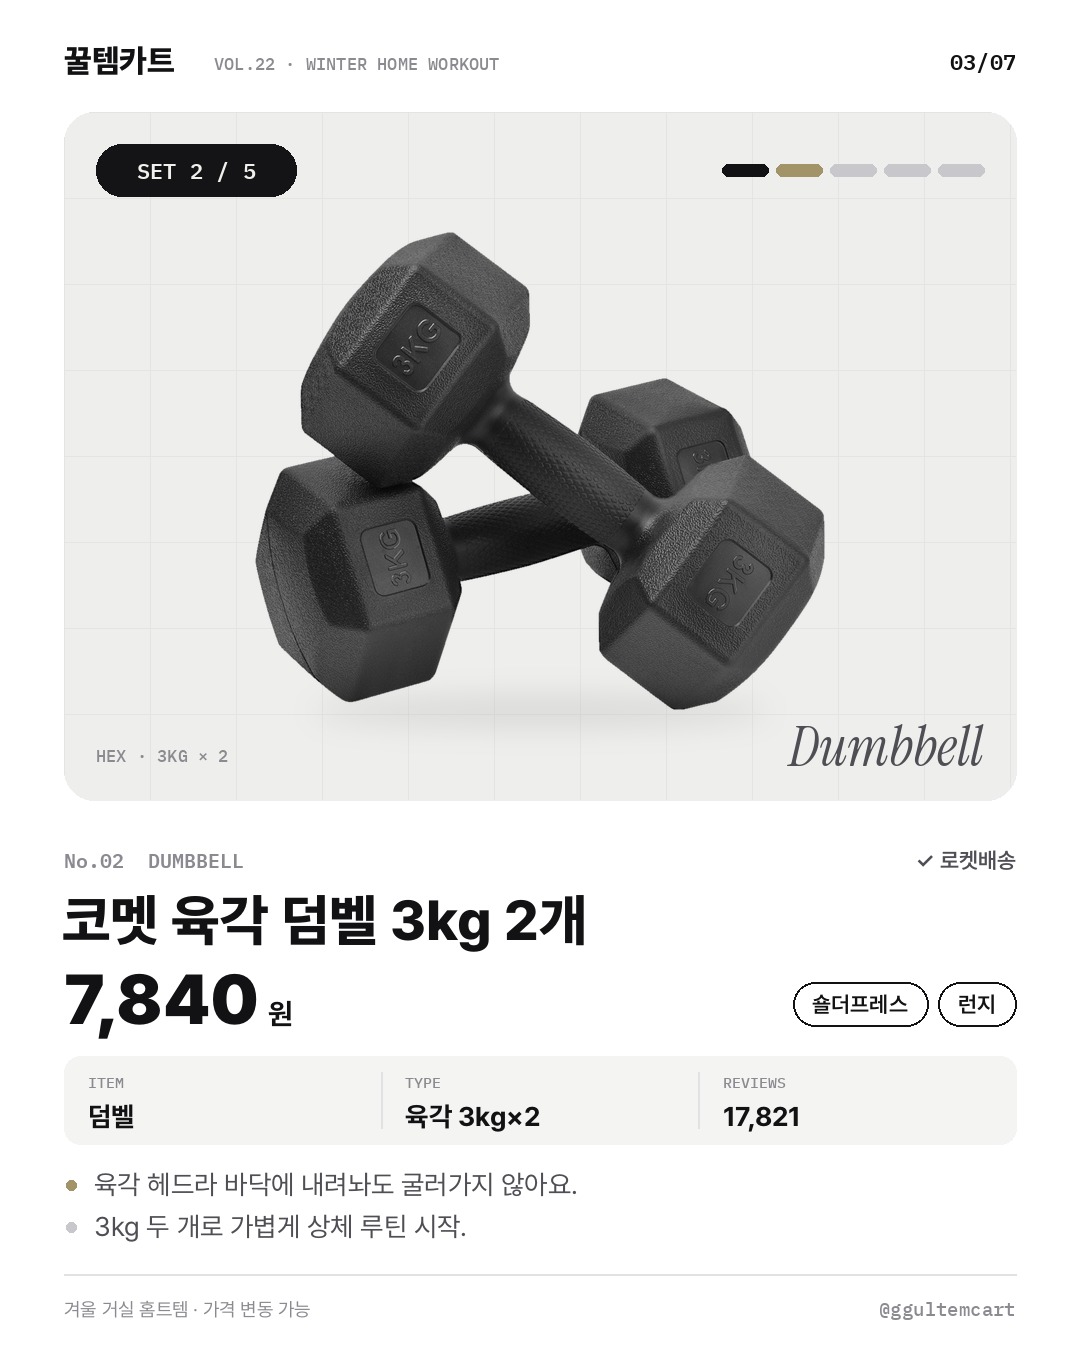 꿀템카트 VOL.22 · WINTER HOME WORKOUT 03/07
SET 2 / 5
3KG
3
3KG
3KG
HEX · 3KG × 2
Dumbbell
No.02 DUMBBELL
✓ 로켓배송
코멧 육각 덤벨 3kg 2개
7,840 원
숄더프레스 런지
ITEM TYPE REVIEWS
덤벨 육각 3kg×2 17,821
육각 헤드라 바닥에 내려놔도 굴러가지 않아요.
3kg 두 개로 가볍게 상체 루틴 시작.
겨울 거실 홈트템 · 가격 변동 가능
@ggultemcart